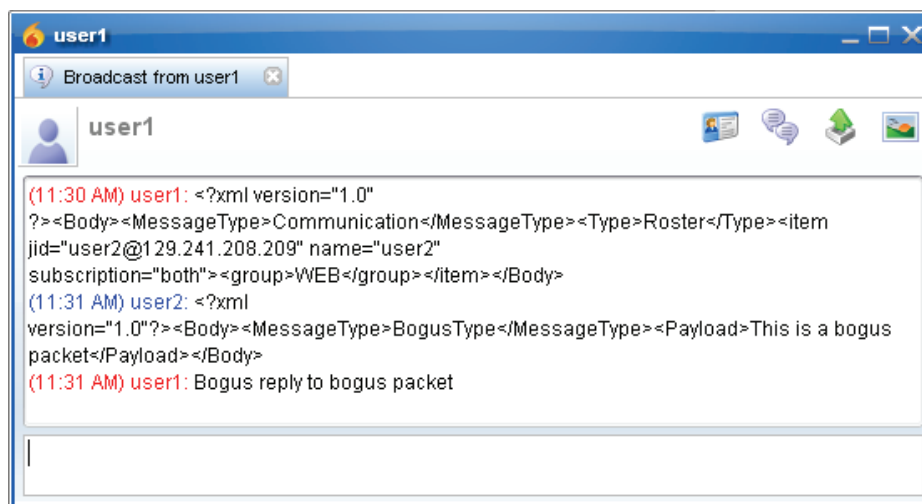 user1
Broadcast from user1
user1
(11:30 AM) user1: <?xml version="1.0"
?><Body><MessageType>Communication</MessageType><Type>Roster</Type><item
jid="user2@129.241.208.209" name="user2"
subscription="both"><group>WEB</group></item></Body>
(11:31 AM) user2: <?xml
version="1.0"?><Body><MessageType>BogusType</MessageType><Payload>This is a bogus
packet</Payload></Body>
(11:31 AM) user1: Bogus reply to bogus packet